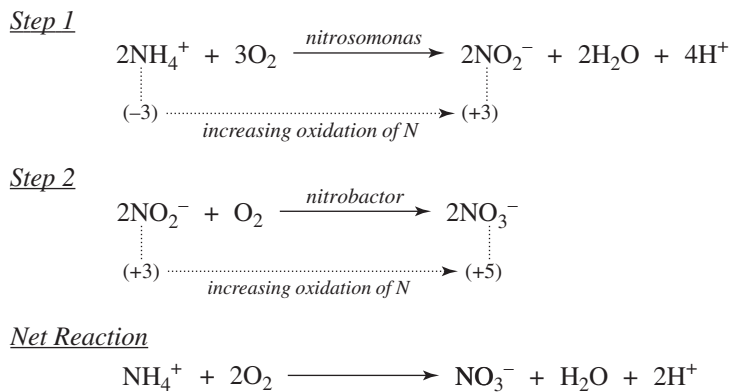 Step 1
2NH₄⁺ + 3O₂ nitrosomonas 2NO₂⁻ + 2H₂O + 4H⁺
(–3) (+3)
increasing oxidation of N
Step 2
2NO₂⁻ + O₂ nitrobactor 2NO₃⁻
(+3) (+5)
increasing oxidation of N
Net Reaction
NH₄⁺ + 2O₂ NO₃⁻ + H₂O + 2H⁺